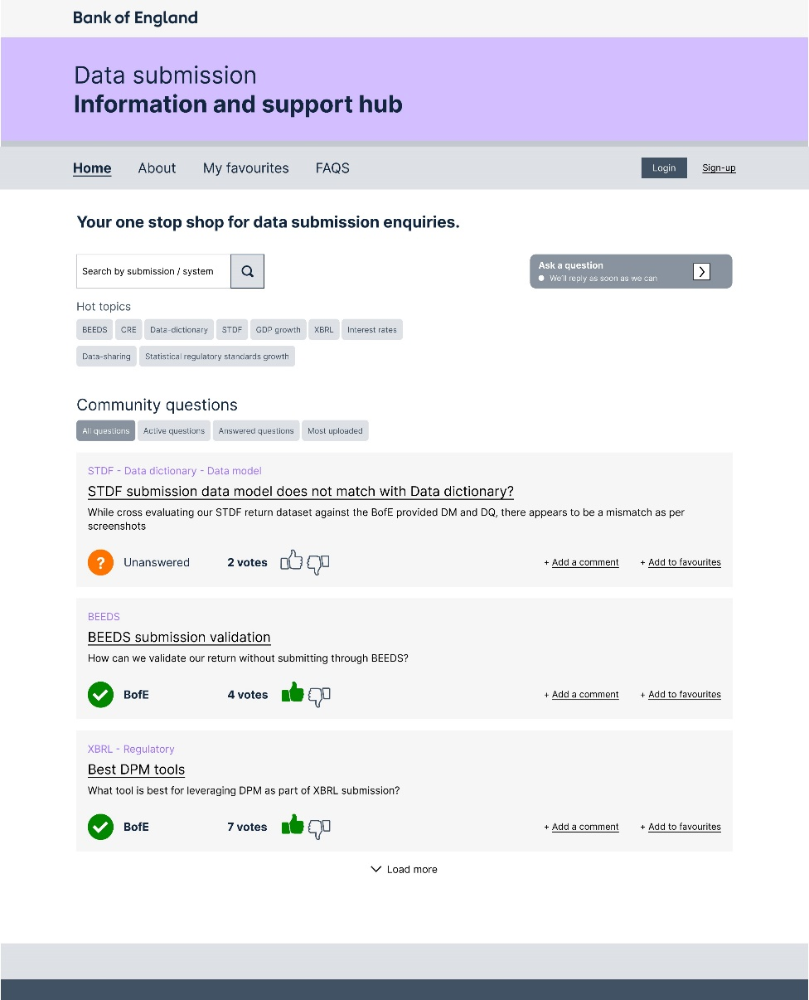 Bank of England
Data submission
Information and support hub
Home About My favourites FAQS Login Sign-up
Your one stop shop for data submission enquiries.
Search by submission / system
Ask a question
We'll reply as soon as we can
Hot topics
BEEDS CRE Data-dictionary STDF GDP growth XBRL Interest rates
Data-sharing Statistical regulatory standards growth
Community questions
All questions Active questions Answered questions Most uploaded
STDF - Data dictionary - Data model
STDF submission data model does not match with Data dictionary?
While cross evaluating our STDF return dataset against the BofE provided DM and DQ, there appears to be a mismatch as per
screenshots
? Unanswered 2 votes + Add a comment + Add to favourites
BEEDS
BEEDS submission validation
How can we validate our return without submitting through BEEDS?
BofE 4 votes + Add a comment + Add to favourites
XBRL - Regulatory
Best DPM tools
What tool is best for leveraging DPM as part of XBRL submission?
BofE 7 votes + Add a comment + Add to favourites
Load more